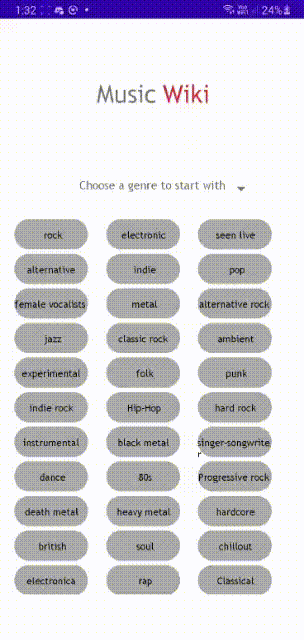 1:32 24%
Music Wiki
Choose a genre to start with
rock electronic seen live
alternative indie pop
female vocalists metal alternative rock
jazz classic rock ambient
experimental folk punk
indie rock Hip-Hop hard rock
instrumental black metal singer-songwrite
r
dance 80s Progressive rock
death metal heavy metal hardcore
british soul chillout
electronica rap Classical